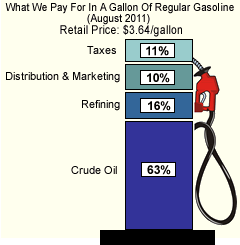 What We Pay For In A Gallon Of Regular Gasoline
(August 2011)
Retail Price: $3.64/gallon
Taxes 11%
Distribution & Marketing 10%
Refining 16%
Crude Oil 63%